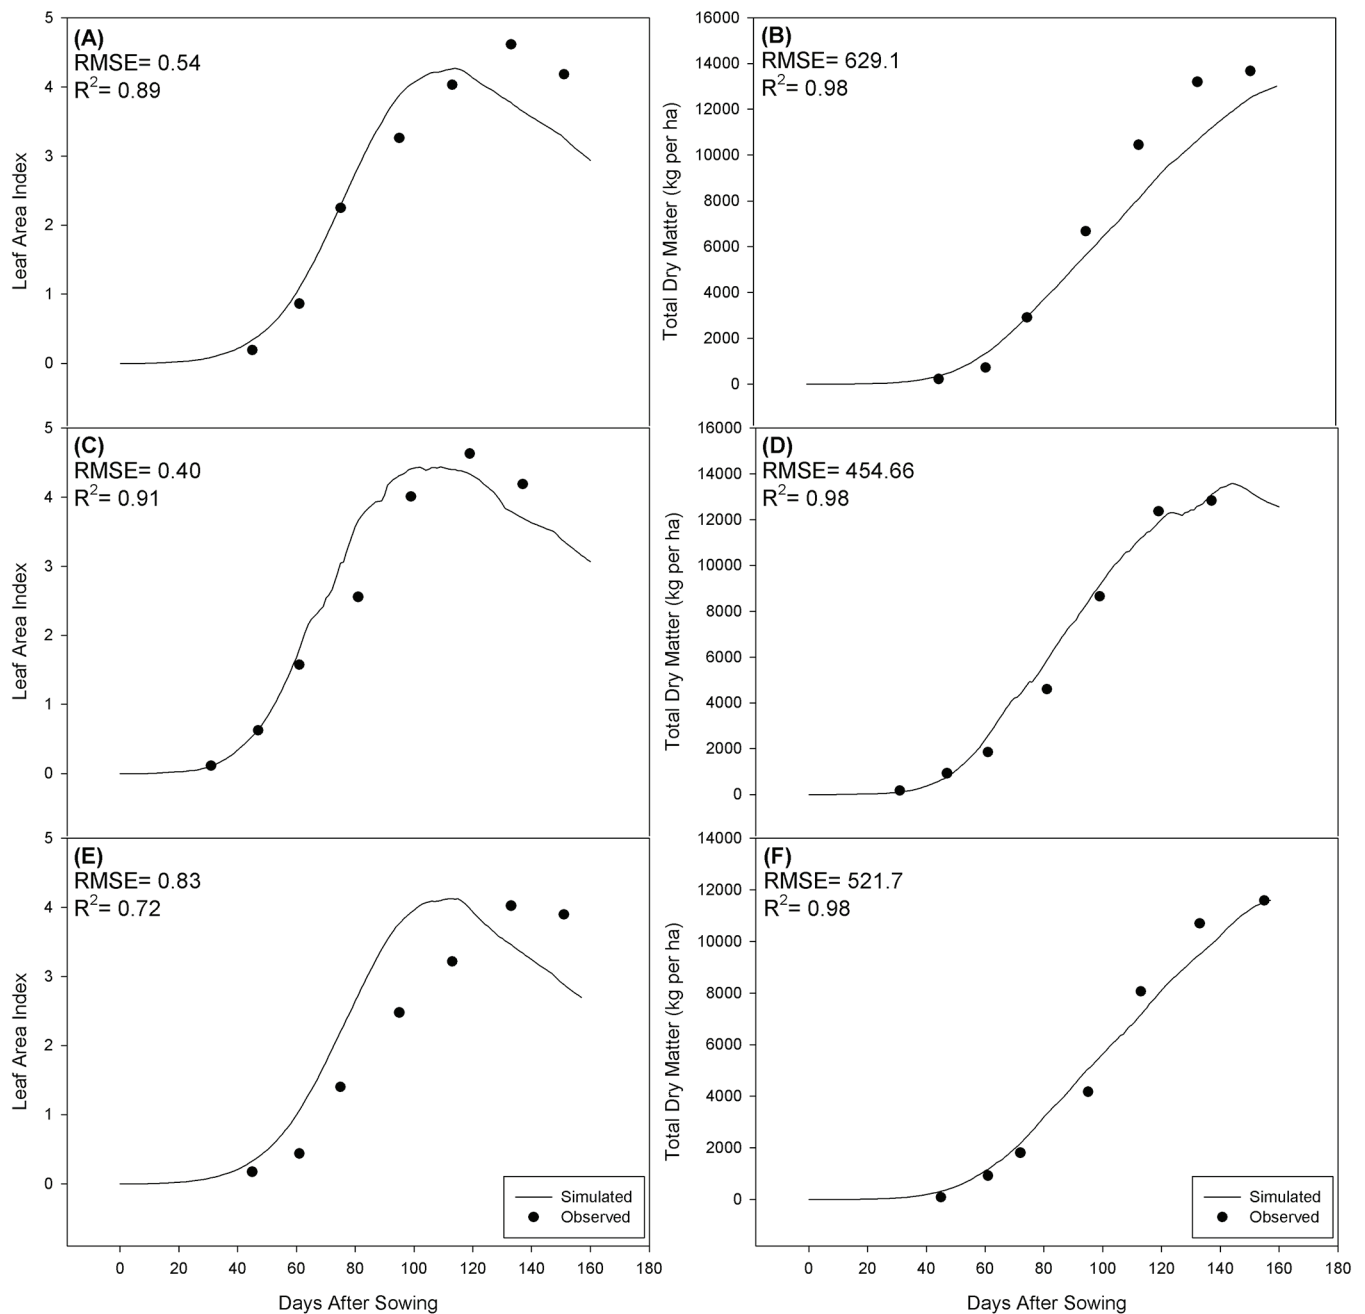 (A)
RMSE= 0.54
R2= 0.89
5
4
3
2
1
0
Leaf Area Index
(B)
RMSE= 629.1
R2= 0.98
16000
14000
12000
10000
8000
6000
4000
2000
0
Total Dry Matter (kg per ha)
(C)
RMSE= 0.40
R2= 0.91
5
4
3
2
1
0
Leaf Area Index
(D)
RMSE= 454.66
R2= 0.98
16000
14000
12000
10000
8000
6000
4000
2000
0
Total Dry Matter (kg per ha)
(E)
RMSE= 0.83
R2= 0.72
5
4
3
2
1
0
Leaf Area Index
Simulated
Observed
0 20 40 60 80 100 120 140 160 180
Days After Sowing
(F)
RMSE= 521.7
R2= 0.98
14000
12000
10000
8000
6000
4000
2000
0
Total Dry Matter (kg per ha)
Simulated
Observed
0 20 40 60 80 100 120 140 160 180
Days After Sowing